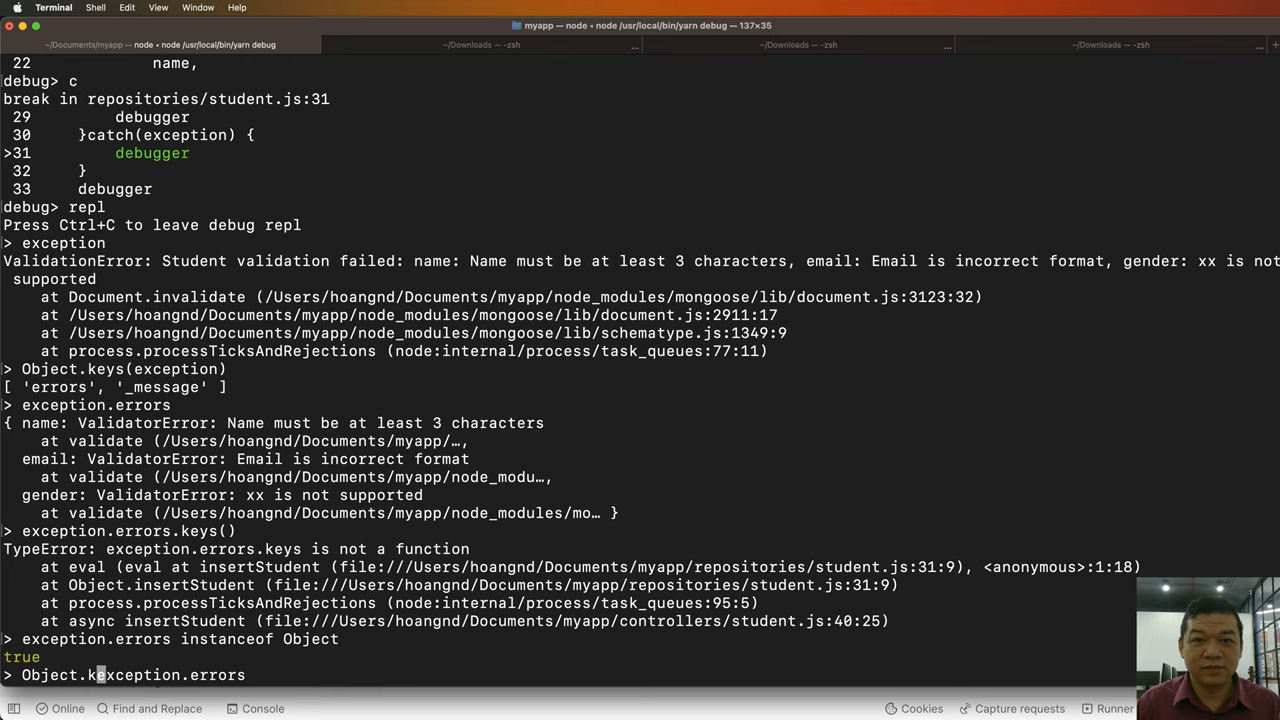 Terminal Shell Edit View Window Help
myapp — node • node /usr/local/bin/yarn debug — 137×35
~/Documents/myapp — node • node /usr/local/bin/yarn debug ~/Downloads — -zsh ... ~/Downloads — -zsh ... ~/Downloads — -zsh ... +
22 name,
debug> c
break in repositories/student.js:31
29 debugger
30 }catch(exception) {
>31 debugger
32 }
33 debugger
debug> repl
Press Ctrl+C to leave debug repl
> exception
ValidationError: Student validation failed: name: Name must be at least 3 characters, email: Email is incorrect format, gender: xx is not
supported
at Document.invalidate (/Users/hoangnd/Documents/myapp/node_modules/mongoose/lib/document.js:3123:32)
at /Users/hoangnd/Documents/myapp/node_modules/mongoose/lib/document.js:2911:17
at /Users/hoangnd/Documents/myapp/node_modules/mongoose/lib/schematype.js:1349:9
at process.processTicksAndRejections (node:internal/process/task_queues:77:11)
> Object.keys(exception)
[ 'errors', '_message' ]
> exception.errors
{ name: ValidatorError: Name must be at least 3 characters
at validate (/Users/hoangnd/Documents/myapp/…,
email: ValidatorError: Email is incorrect format
at validate (/Users/hoangnd/Documents/myapp/node_modu…,
gender: ValidatorError: xx is not supported
at validate (/Users/hoangnd/Documents/myapp/node_modules/mo… }
> exception.errors.keys()
TypeError: exception.errors.keys is not a function
at eval (eval at insertStudent (file:///Users/hoangnd/Documents/myapp/repositories/student.js:31:9), <anonymous>:1:18)
at Object.insertStudent (file:///Users/hoangnd/Documents/myapp/repositories/student.js:31:9)
at process.processTicksAndRejections (node:internal/process/task_queues:95:5)
at async insertStudent (file:///Users/hoangnd/Documents/myapp/controllers/student.js:40:25)
> exception.errors instanceof Object
true
> Object.kexception.errors
Online Find and Replace Console Cookies Capture requests Runner